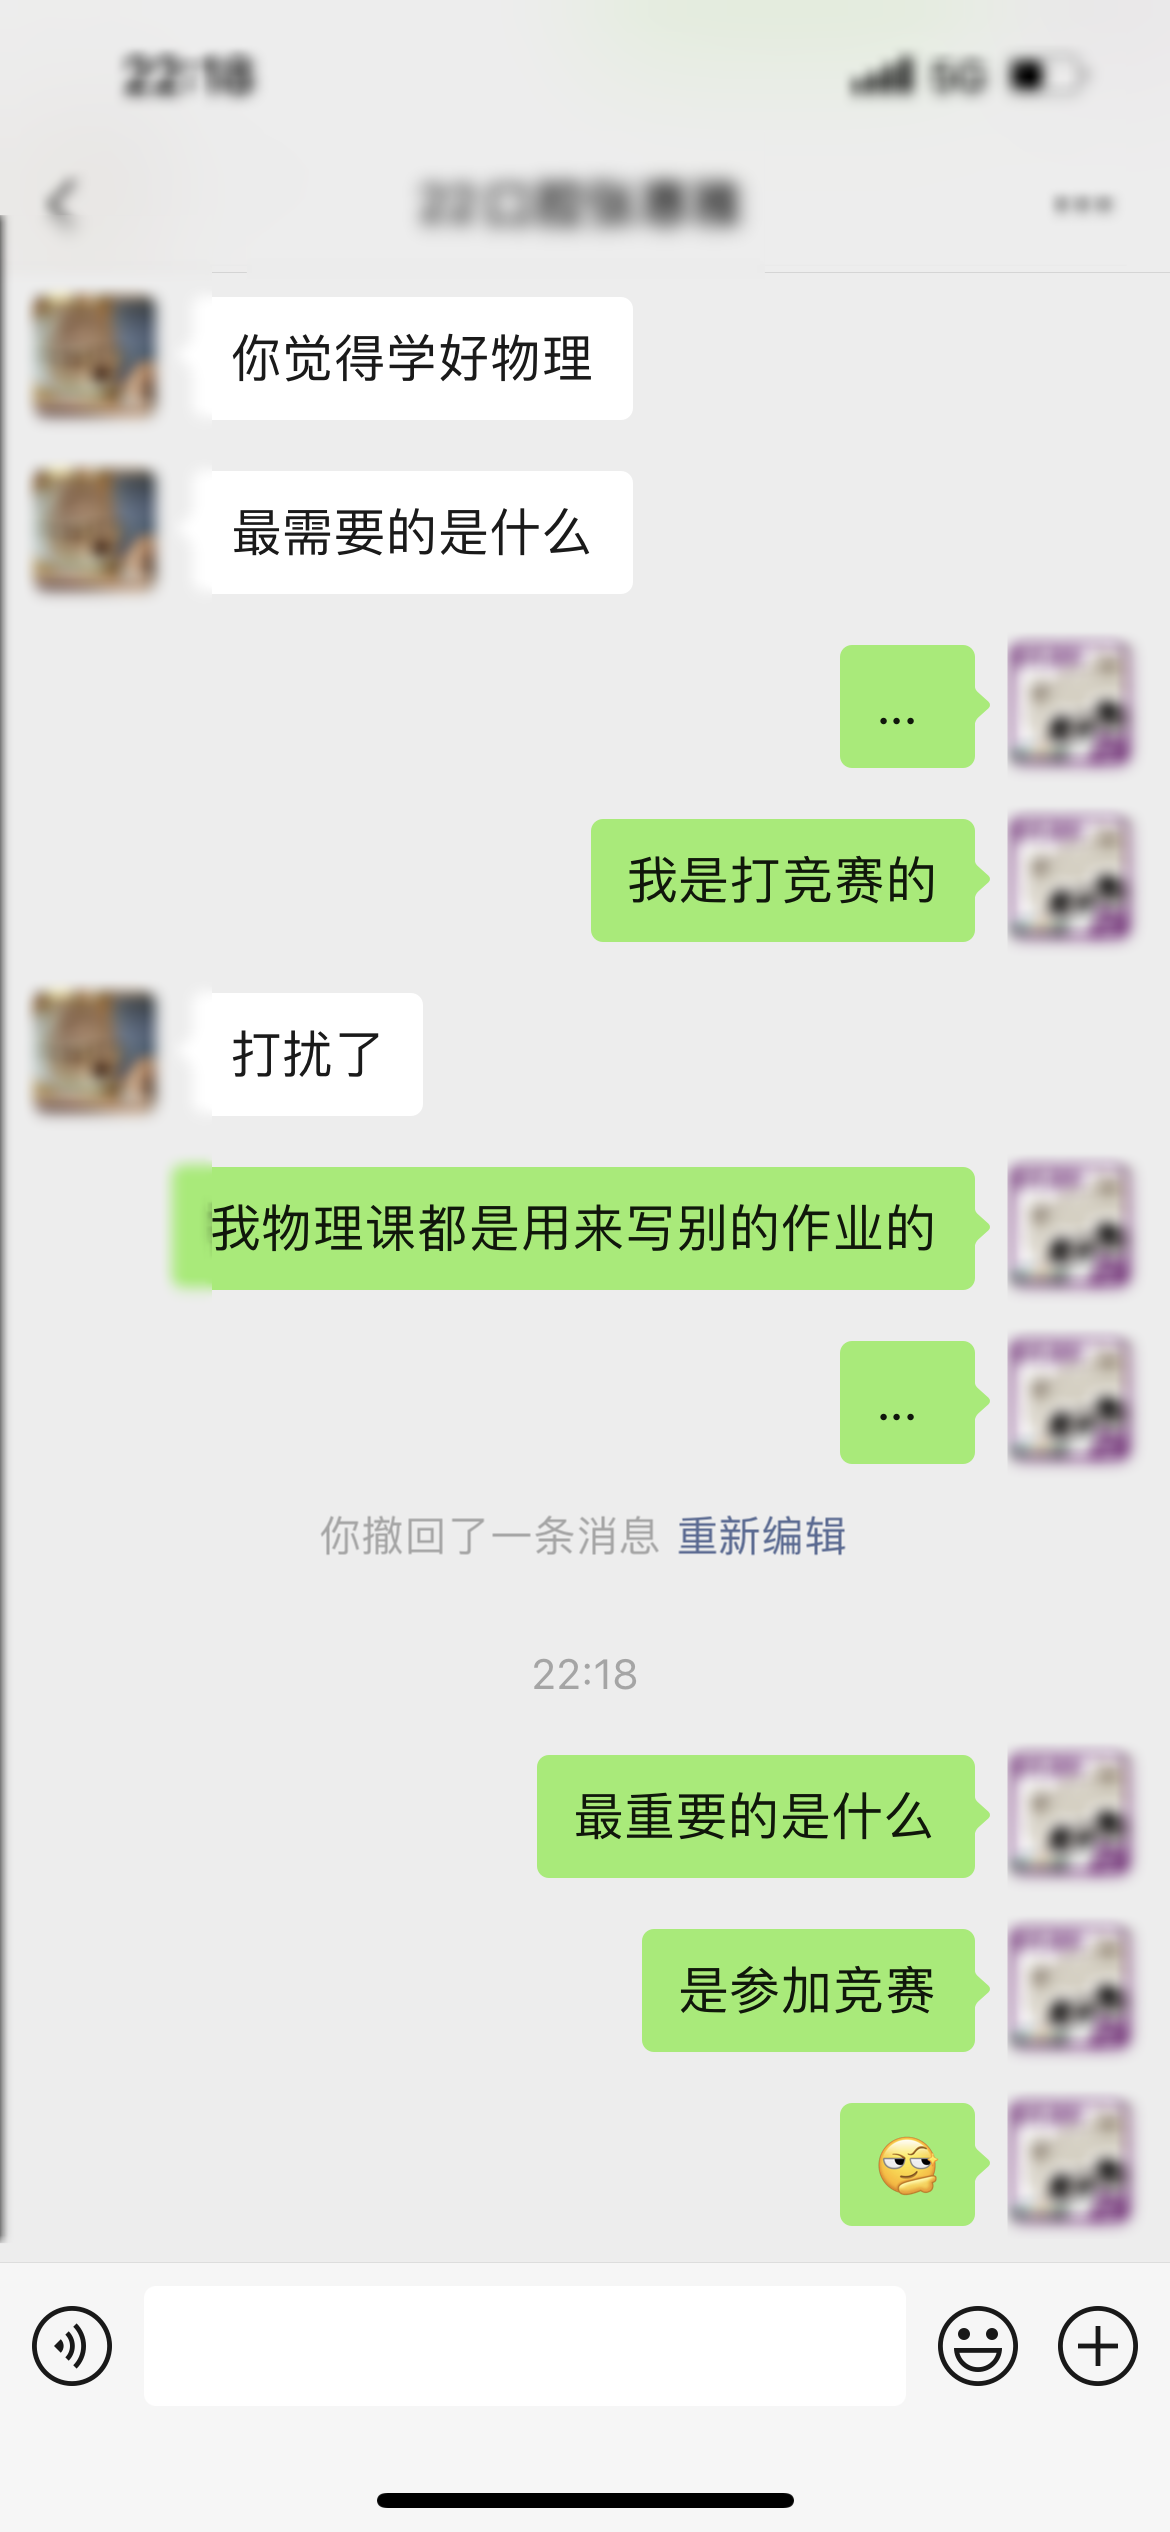 22:18
5G
你觉得学好物理
最需要的是什么
...
我是打竞赛的
打扰了
我物理课都是用来写别的作业的
...
你撤回了一条消息 重新编辑
22:18
最重要的是什么
是参加竞赛